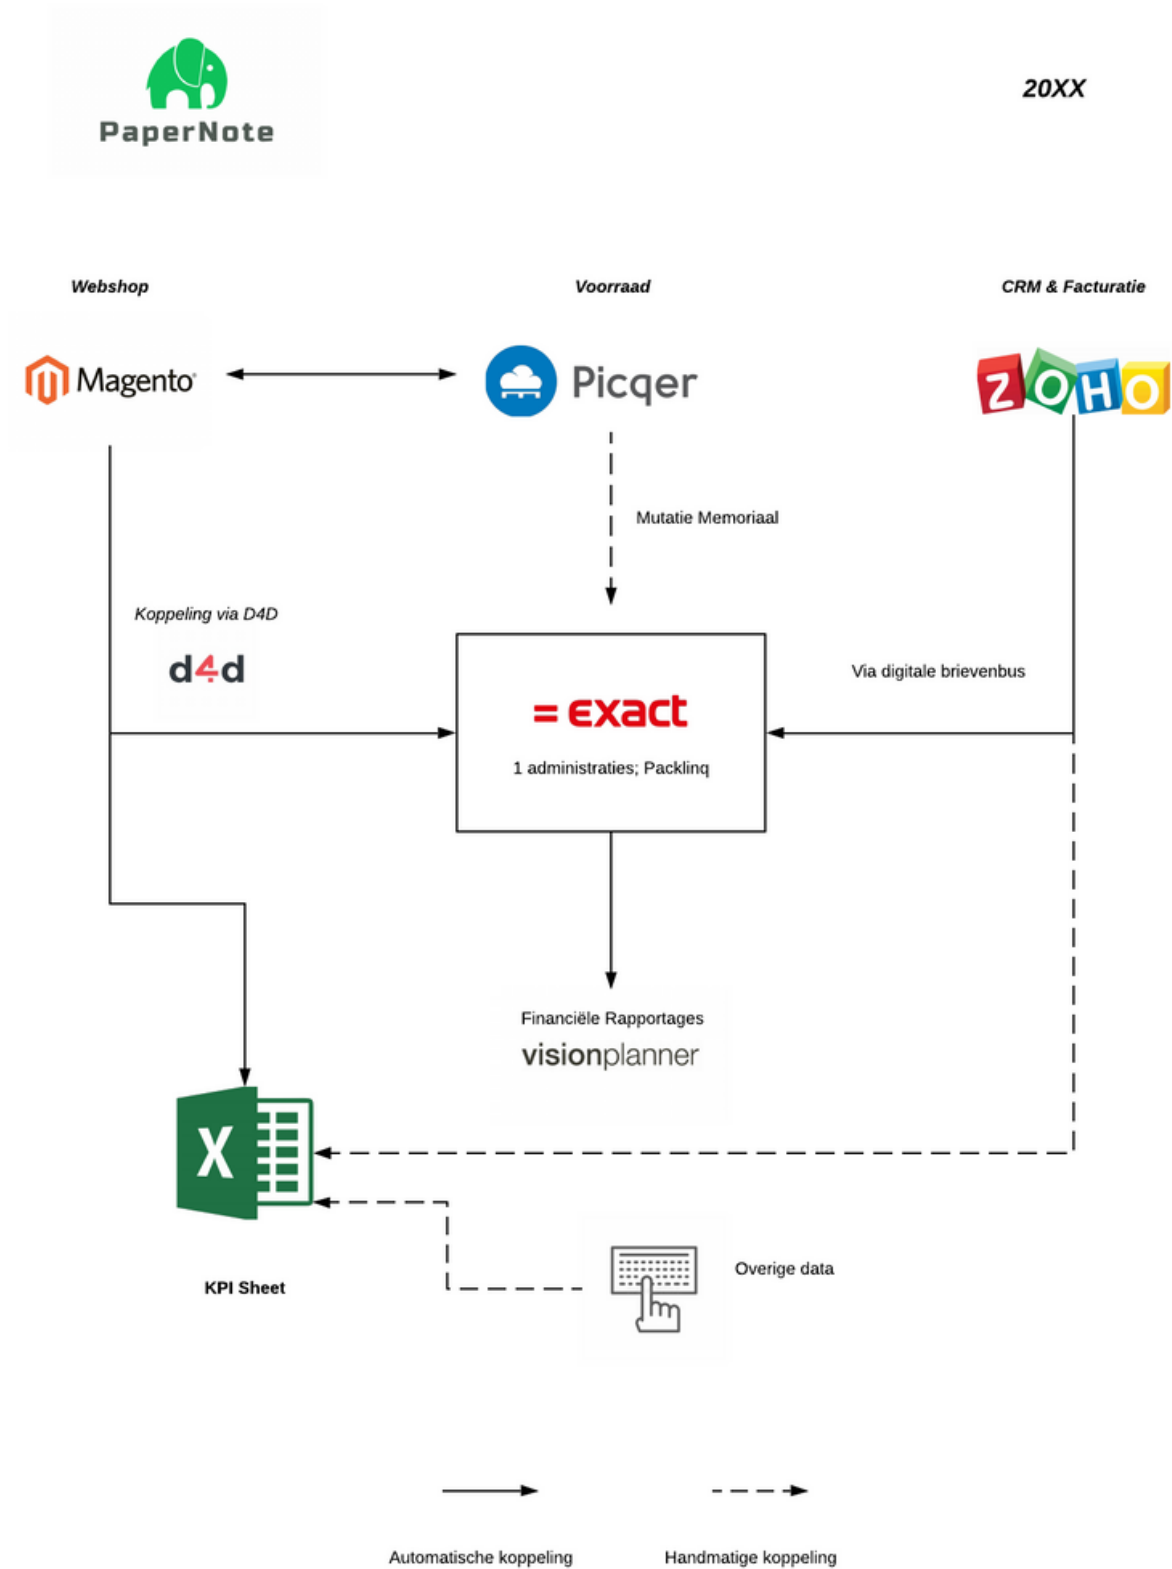 PaperNote
20XX
Webshop
Voorraad
CRM & Facturatie
Magento
Picqer
ZOHO
Mutatie Memoriaal
Koppeling via D4D
d4d
Via digitale brievenbus
= exact
1 administraties; Packlinq
Financiële Rapportages
visionplanner
X
KPI Sheet
Overige data
Automatische koppeling
Handmatige koppeling